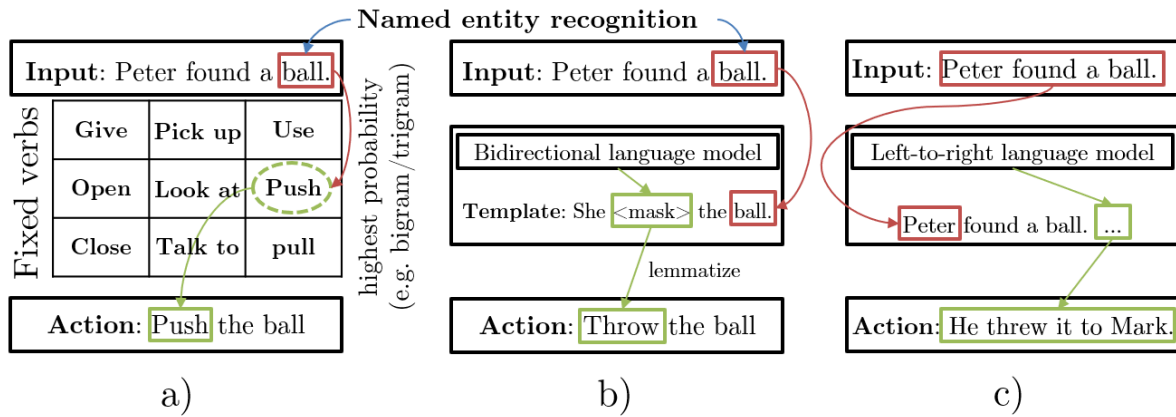 Named entity recognition
Input: Peter found a ball.
Fixed verbs
Give Pick up Use
Open Look at Push
Close Talk to pull
highest probability
(e.g. bigram/trigram)
Action: Push the ball
a)
Input: Peter found a ball.
Bidirectional language model
Template: She <mask> the ball.
lemmatize
Action: Throw the ball
b)
Input: Peter found a ball.
Left-to-right language model
Peter found a ball. ...
Action: He threw it to Mark.
c)